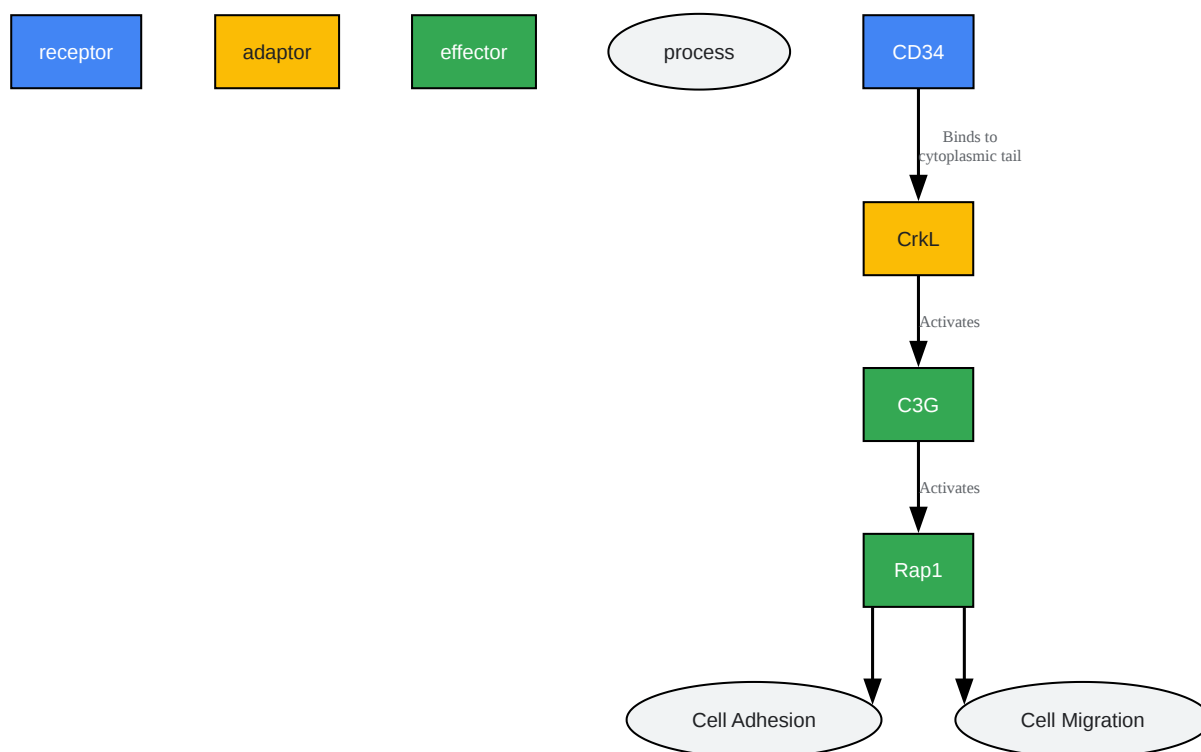 receptor
adaptor
effector
process
CD34
Binds to
cytoplasmic tail
CrkL
Activates
C3G
Activates
Rap1
Cell Adhesion
Cell Migration